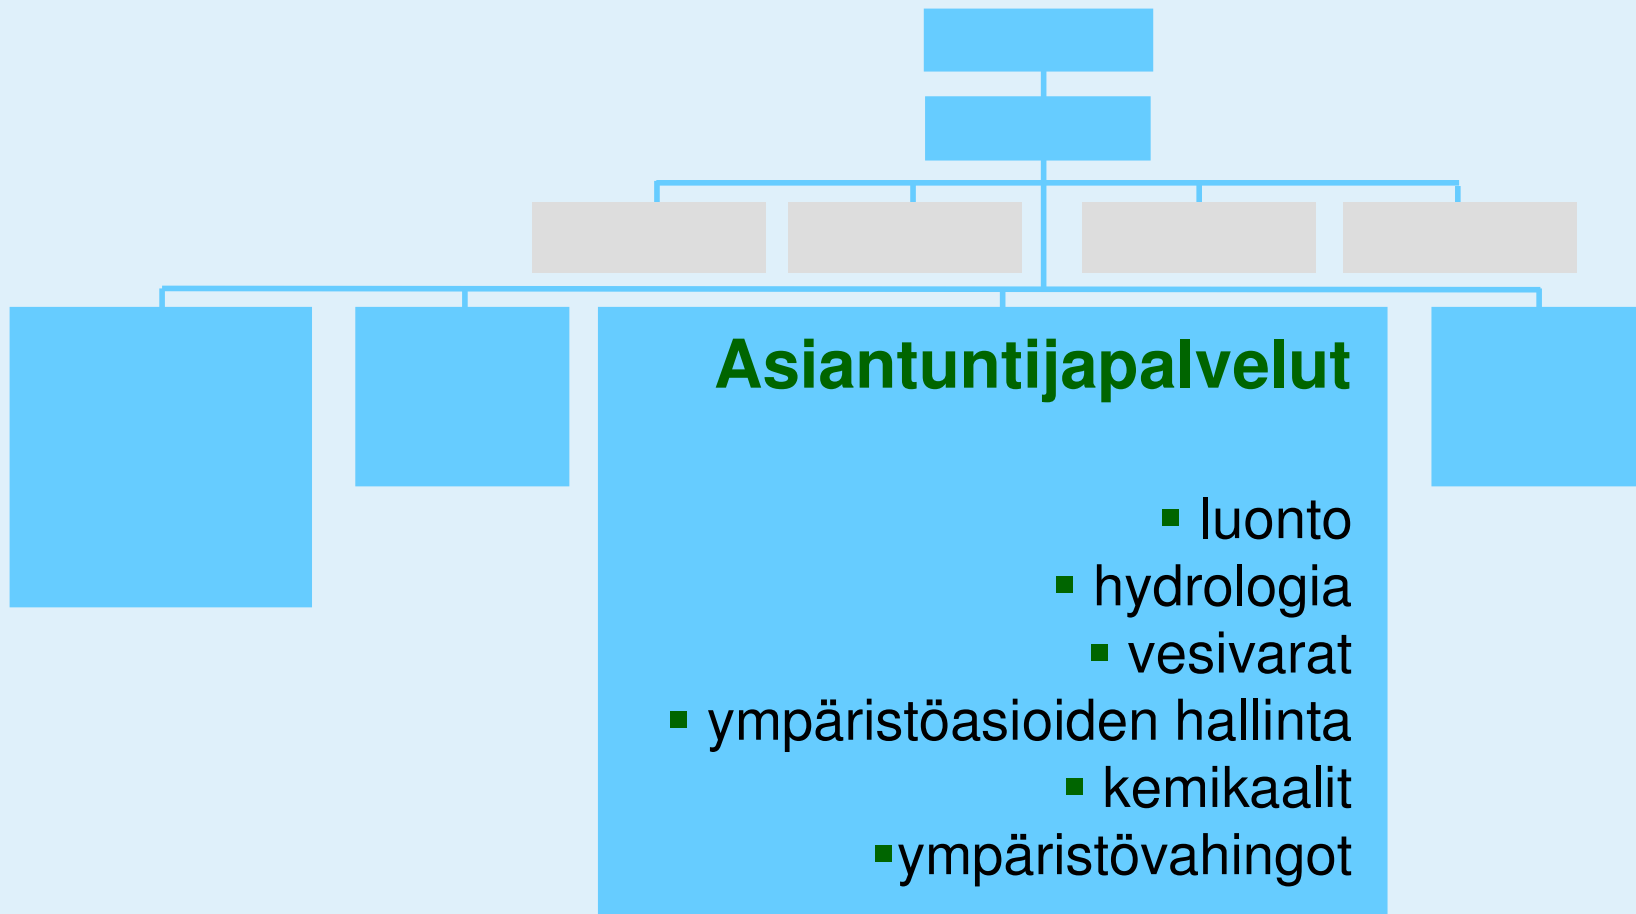 Asiantuntijapalvelut
▪ luonto
▪ hydrologia
▪ vesivarat
▪ ympäristöasioiden hallinta
▪ kemikaalit
▪ympäristövahingot